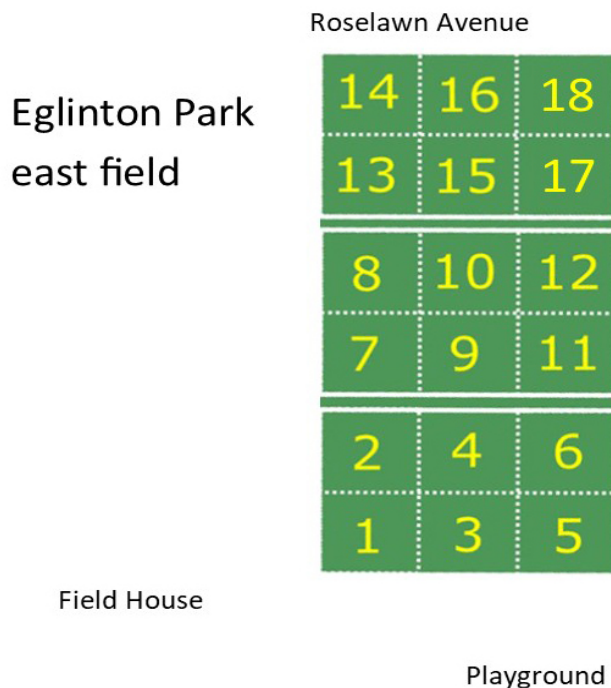 Roselawn Avenue
Eglinton Park
east field
14 16 18
13 15 17
8 10 12
7 9 11
2 4 6
1 3 5
Field House
Playground